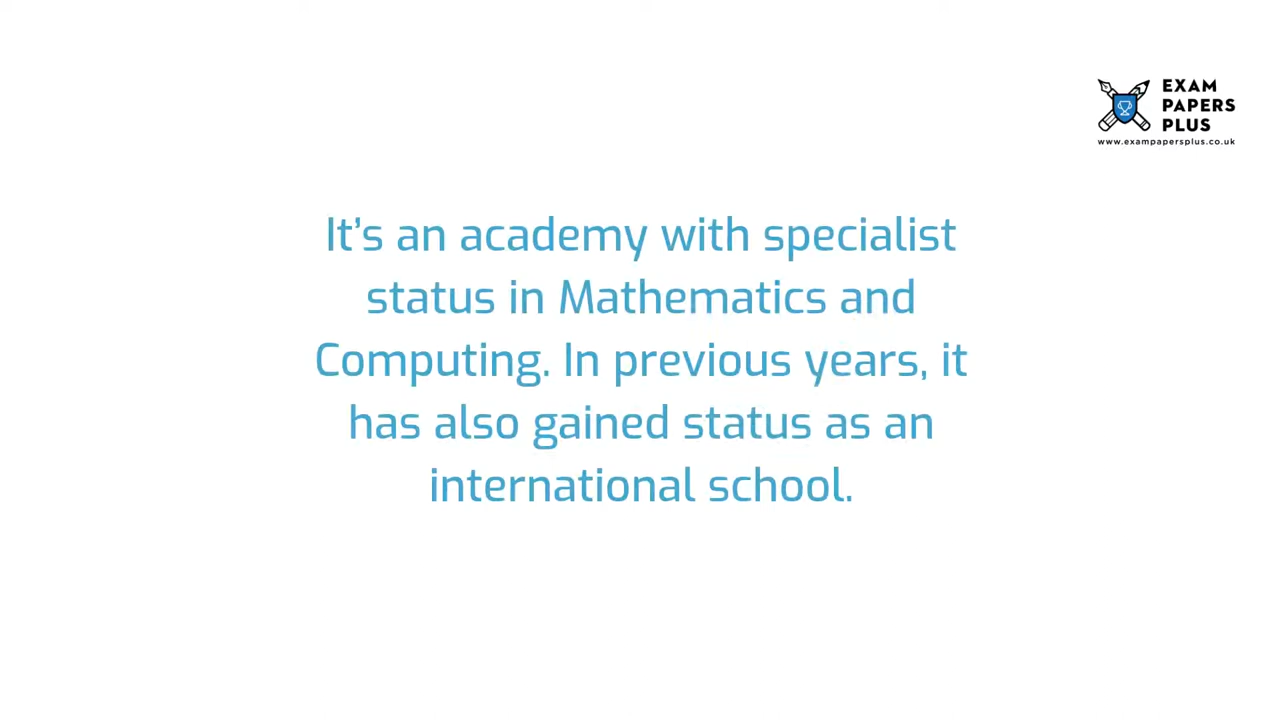 EXAM
PAPERS
PLUS
www.exampapersplus.co.uk
It's an academy with specialist
status in Mathematics and
Computing. In previous years, it
has also gained status as an
international school.